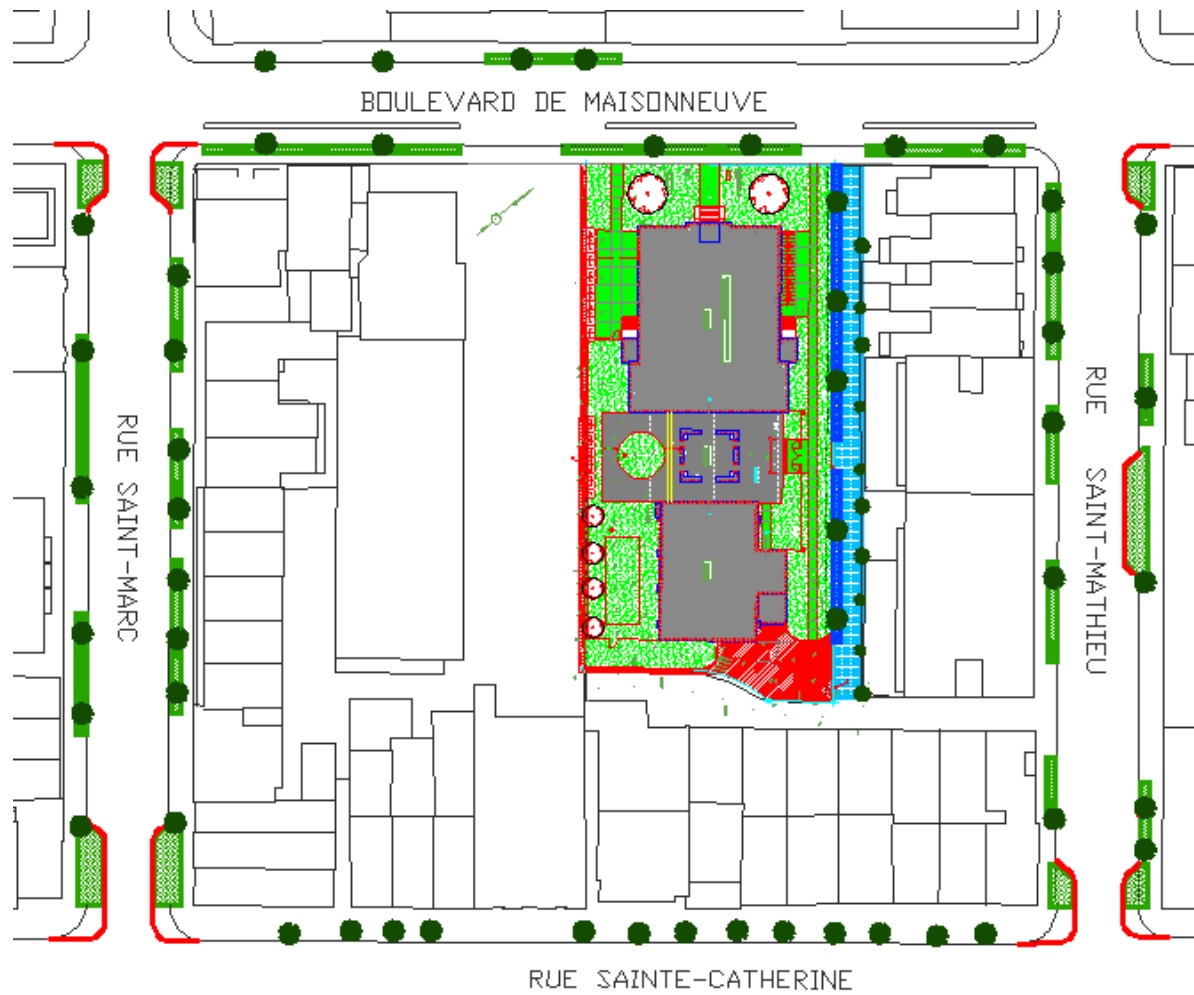 BOULEVARD DE MAISONNEUVE
RUE SAINT-MARC
RUE SAINT-MATHIEU
RUE SAINTE-CATHERINE